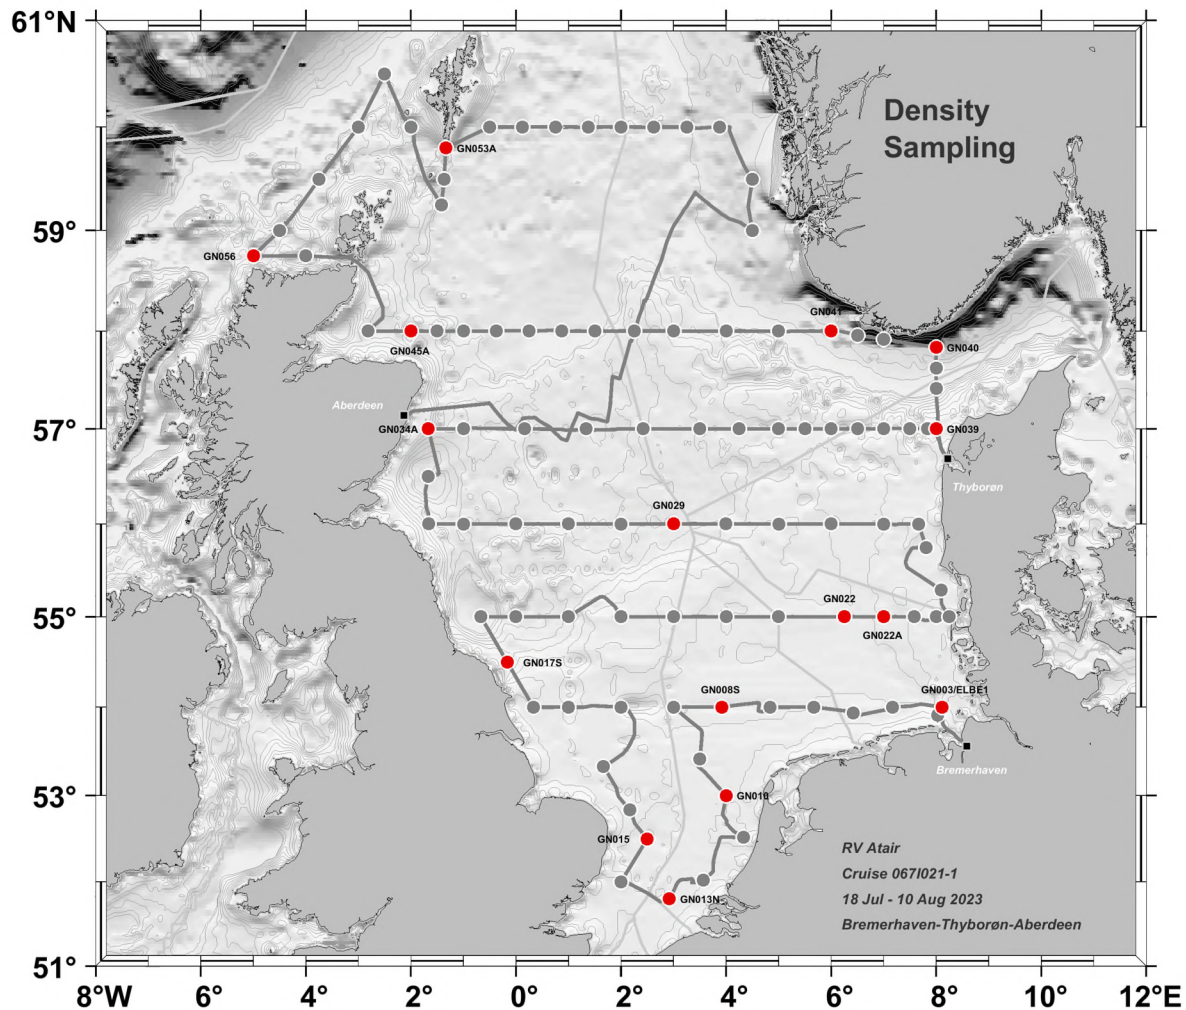 61°N
Density
Sampling
GN053A
59°
GN056
GN041
GN045A
GN040
Aberdeen
57°
GN034A
GN039
Thyborøn
GN029
GN022
55°
GN022A
GN017S
GN008S
GN003/ELBE1
Bremerhaven
53°
GN010
GN015
RV Atair
Cruise 067I021-1
GN013N
18 Jul - 10 Aug 2023
Bremerhaven-Thyborøn-Aberdeen
51°
8°W 6° 4° 2° 0° 2° 4° 6° 8° 10° 12°E